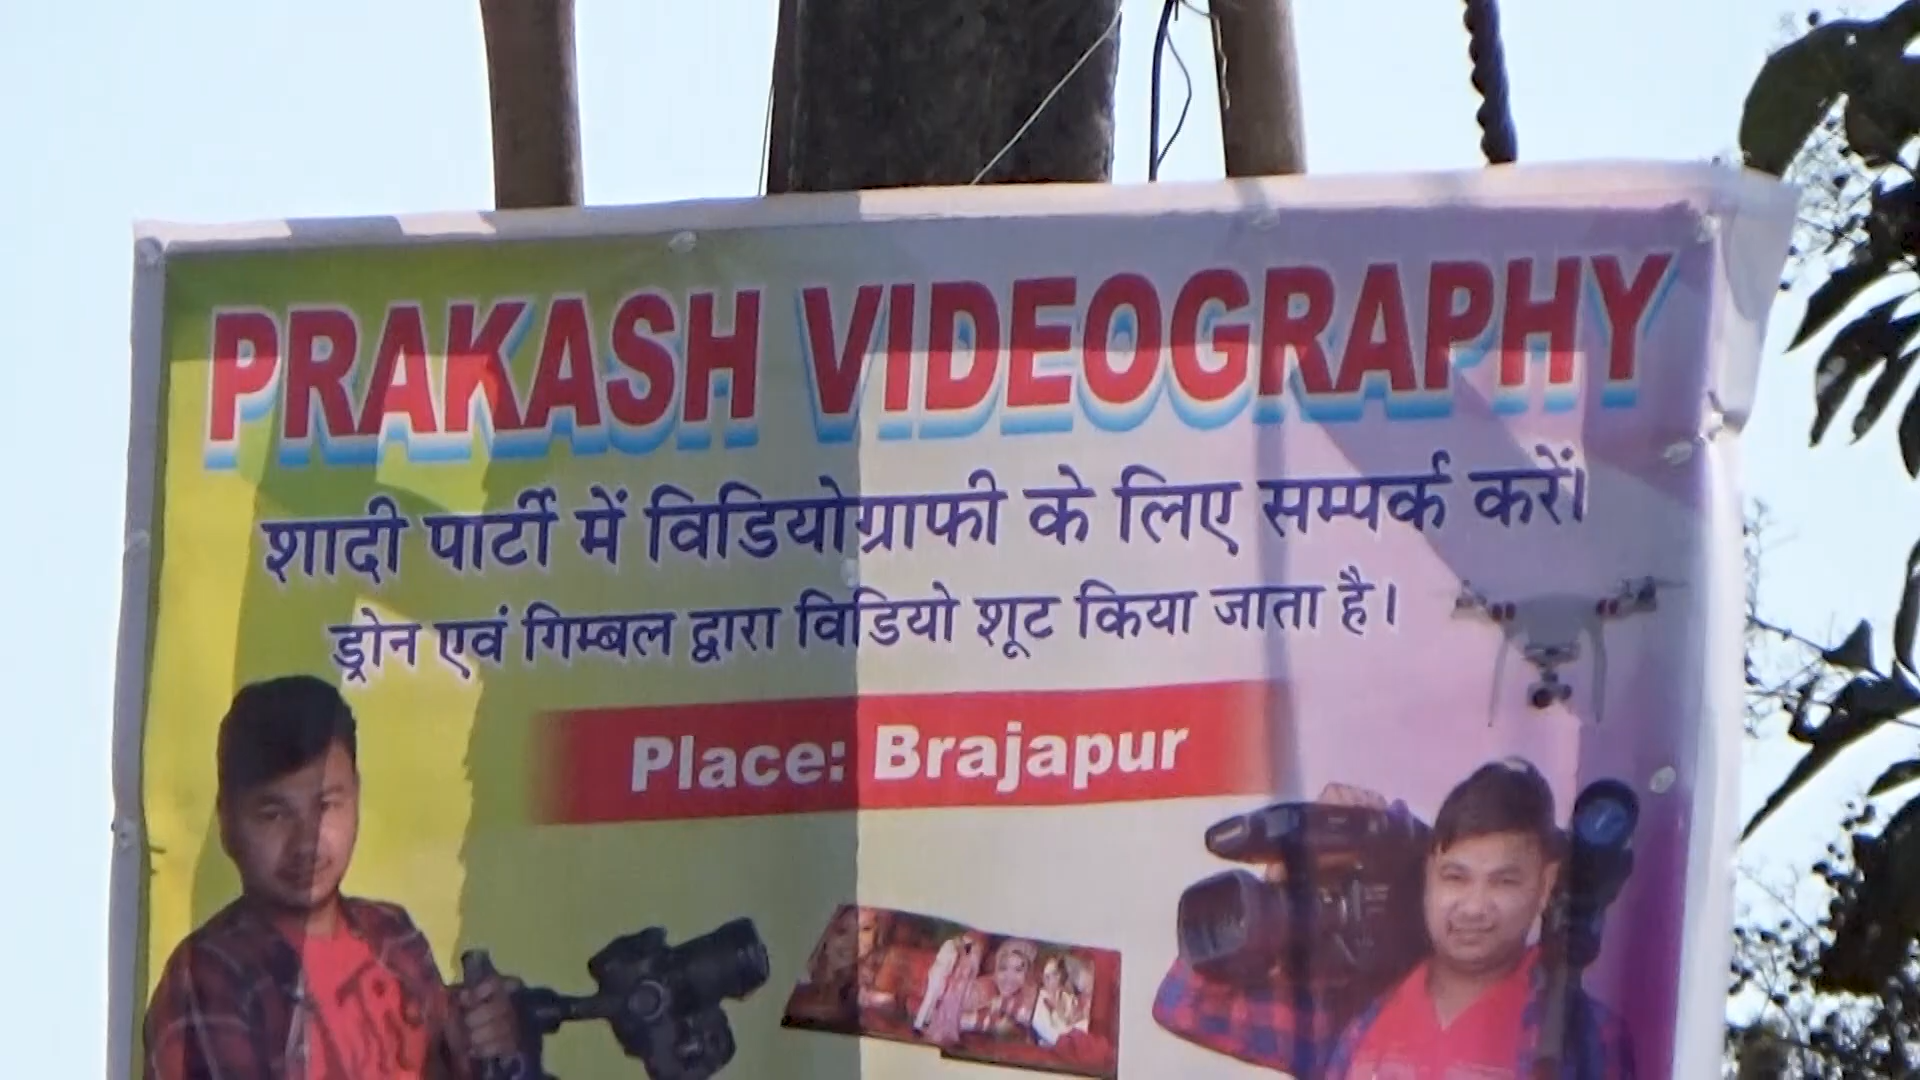 PRAKASH VIDEOGRAPHY
शादी पार्टी में विडियोग्राफी के लिए सम्पर्क करें।
ड्रोन एवं गिम्बल द्वारा विडियो शूट किया जाता है।
Place: Brajapur